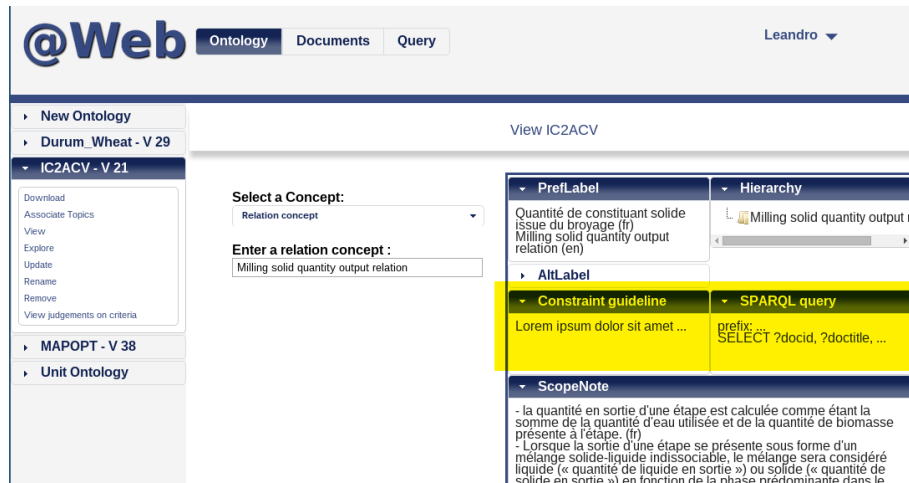 @Web
Ontology Documents Query
Leandro
New Ontology
Durum_Wheat - V 29
IC2ACV - V 21
Download
Associate Topics
View
Explore
Update
Rename
Remove
View judgements on criteria
MAPOPT - V 38
Unit Ontology
View IC2ACV
Select a Concept:
Relation concept
Enter a relation concept :
Milling solid quantity output relation
PrefLabel
Quantité de constituant solide
issue du broyage (fr)
Milling solid quantity output
relation (en)
Hierarchy
Milling solid quantity output
AltLabel
Constraint guideline
Lorem ipsum dolor sit amet ...
SPARQL query
prefix: ...
SELECT ?docid, ?doctitle, ...
ScopeNote
- la quantité en sortie d'une étape est calculée comme étant la
somme de la quantité d'eau utilisée et de la quantité de biomasse
présente à l'étape. (fr)
- Lorsque la sortie d'une étape se présente sous forme d'un
mélange solide-liquide indissociable, le mélange sera considéré
liquide (« quantité de liquide en sortie ») ou solide (« quantité de
solide en sortie ») en fonction de la phase prédominante dans le